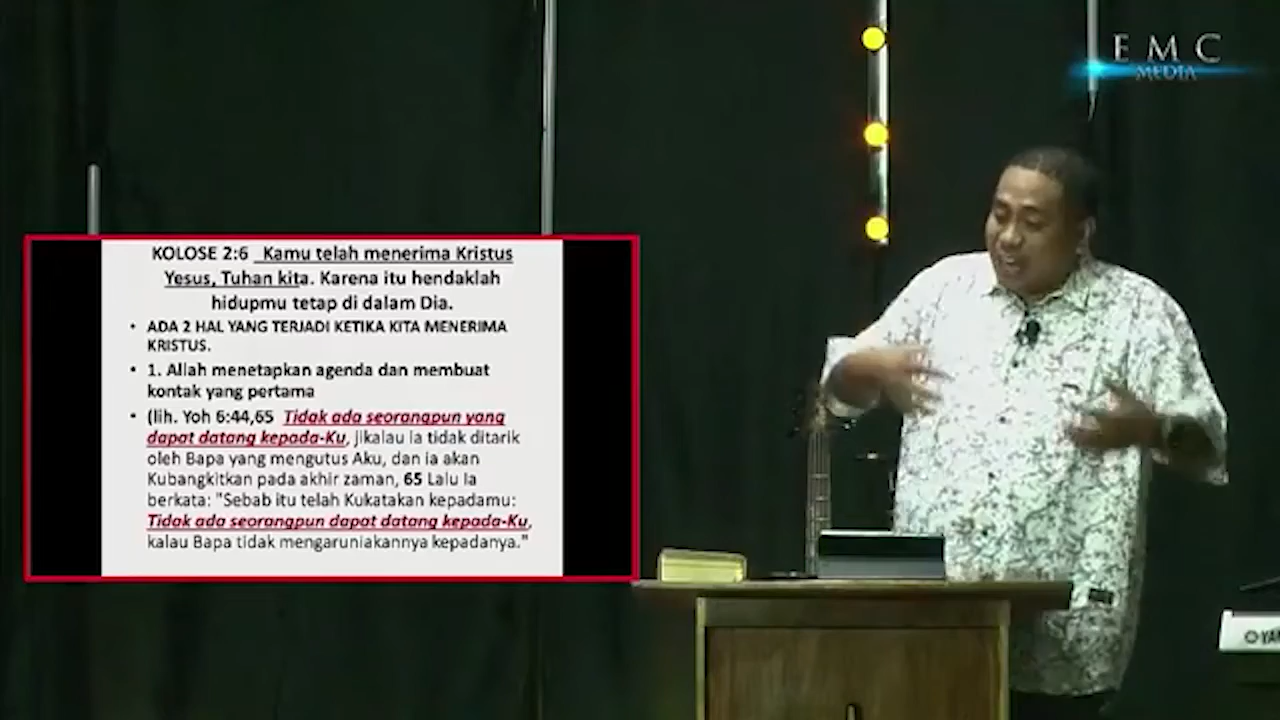 E M C
MEDIA
KOLOSE 2:6 Kamu telah menerima Kristus
Yesus, Tuhan kita. Karena itu hendaklah
hidupmu tetap di dalam Dia.
• ADA 2 HAL YANG TERJADI KETIKA KITA MENERIMA
KRISTUS.
• 1. Allah menetapkan agenda dan membuat
kontak yang pertama
• (lih. Yoh 6:44,65 Tidak ada seorangpun yang
dapat datang kepada-Ku, jikalau Ia tidak ditarik
oleh Bapa yang mengutus Aku, dan ia akan
Kubangkitkan pada akhir zaman, 65 Lalu Ia
berkata: "Sebab itu telah Kukatakan kepadamu:
Tidak ada seorangpun dapat datang kepada-Ku,
kalau Bapa tidak mengaruniakannya kepadanya."